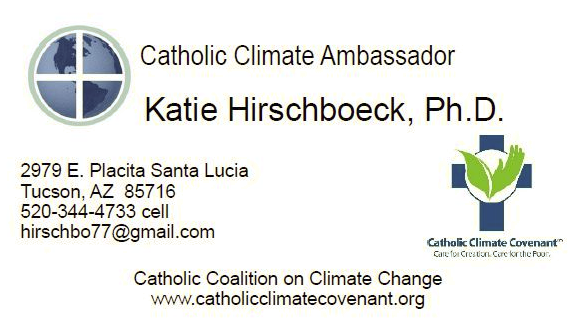 Catholic Climate Ambassador
Katie Hirschboeck, Ph.D.
2979 E. Placita Santa Lucia
Tucson, AZ  85716
520-344-4733 cell
hirschbo77@gmail.com
Catholic Climate Covenant™
Care for Creation. Care for the Poor.
Catholic Coalition on Climate Change
www.catholicclimatecovenant.org